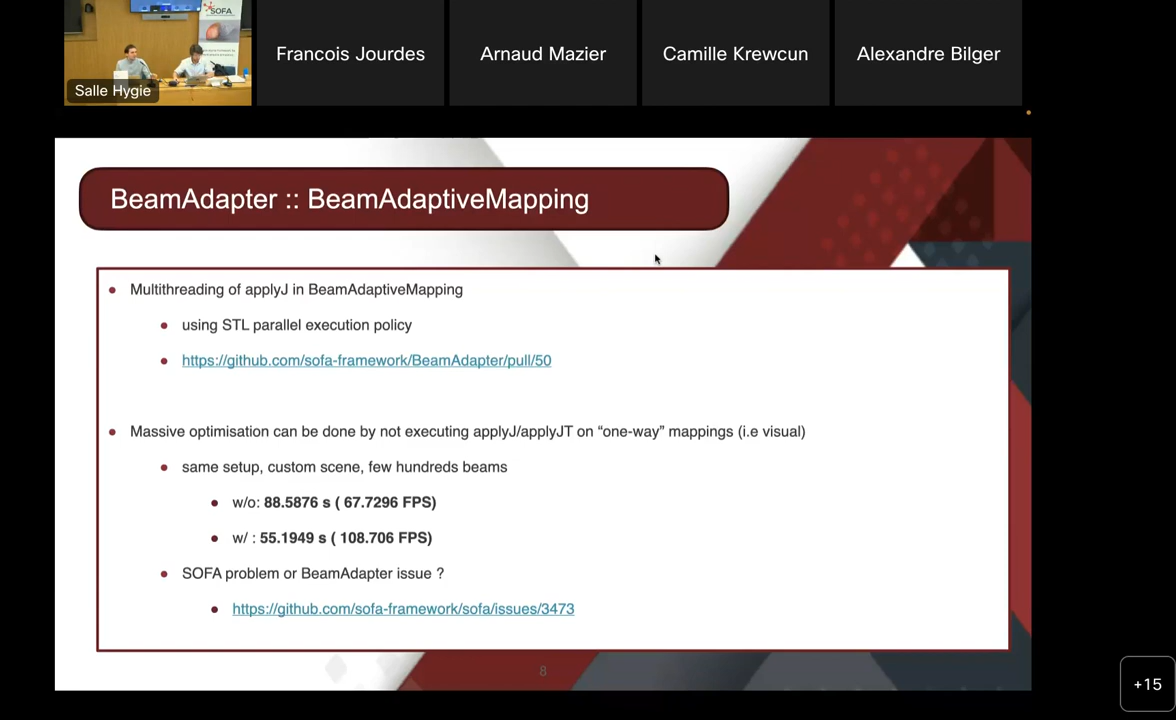 SOFA
Salle Hygie
Francois Jourdes
Arnaud Mazier
Camille Krewcun
Alexandre Bilger
BeamAdapter :: BeamAdaptiveMapping
Multithreading of applyJ in BeamAdaptiveMapping
using STL parallel execution policy
https://github.com/sofa-framework/BeamAdapter/pull/50
Massive optimisation can be done by not executing applyJ/applyJT on “one-way” mappings (i.e visual)
same setup, custom scene, few hundreds beams
w/o: 88.5876 s ( 67.7296 FPS)
w/ : 55.1949 s ( 108.706 FPS)
SOFA problem or BeamAdapter issue ?
https://github.com/sofa-framework/sofa/issues/3473
8
+15